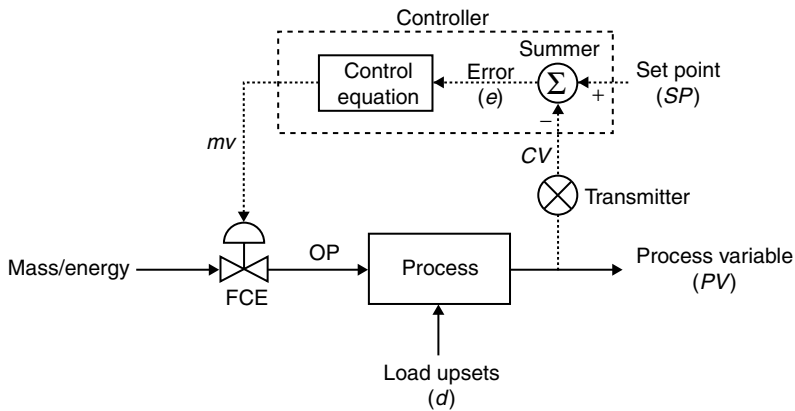 Controller
Summer
Control
equation
Error
(e)
Σ
+
Set point
(SP)
−
mv
CV
Transmitter
Mass/energy
OP
FCE
Process
Process variable
(PV)
Load upsets
(d)